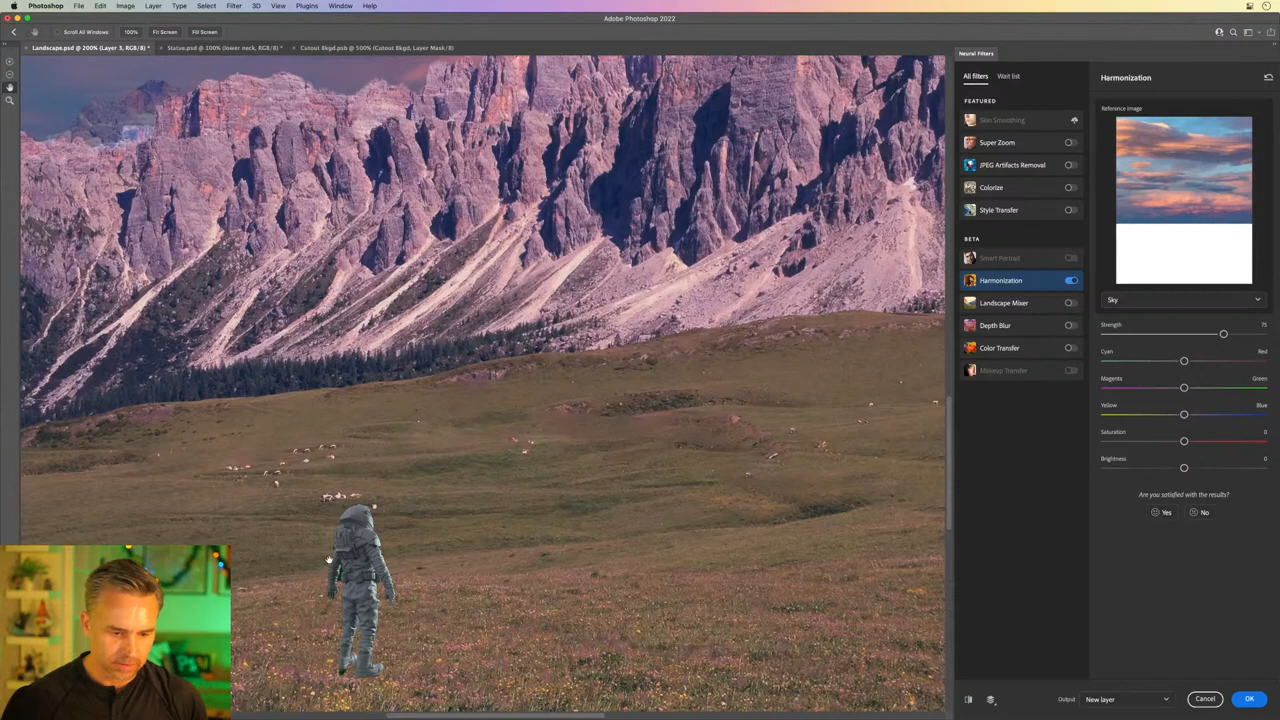 Photoshop File Edit Image Layer Type Select Filter 3D View Plugins Window Help
Adobe Photoshop 2022
Scroll All Windows 100% Fit Screen Fill Screen
Landscape.psd @ 200% (Layer 3, RGB/8) * Statue.psd @ 100% (lower neck, RGB/8) * Cutout Bkgd.psb @ 500% (Cutout Bkgd, Layer Mask/8)
Neural Filters
All filters Wait list
FEATURED
Skin Smoothing
Super Zoom
JPEG Artifacts Removal
Colorize
Style Transfer
BETA
Smart Portrait
Harmonization
Landscape Mixer
Depth Blur
Color Transfer
Makeup Transfer
Harmonization
Reference image
Sky
Strength 75
Cyan Red
Magenta Green
Yellow Blue
Saturation 0
Brightness 0
Are you satisfied with the results?
Yes No
Output New layer Cancel OK